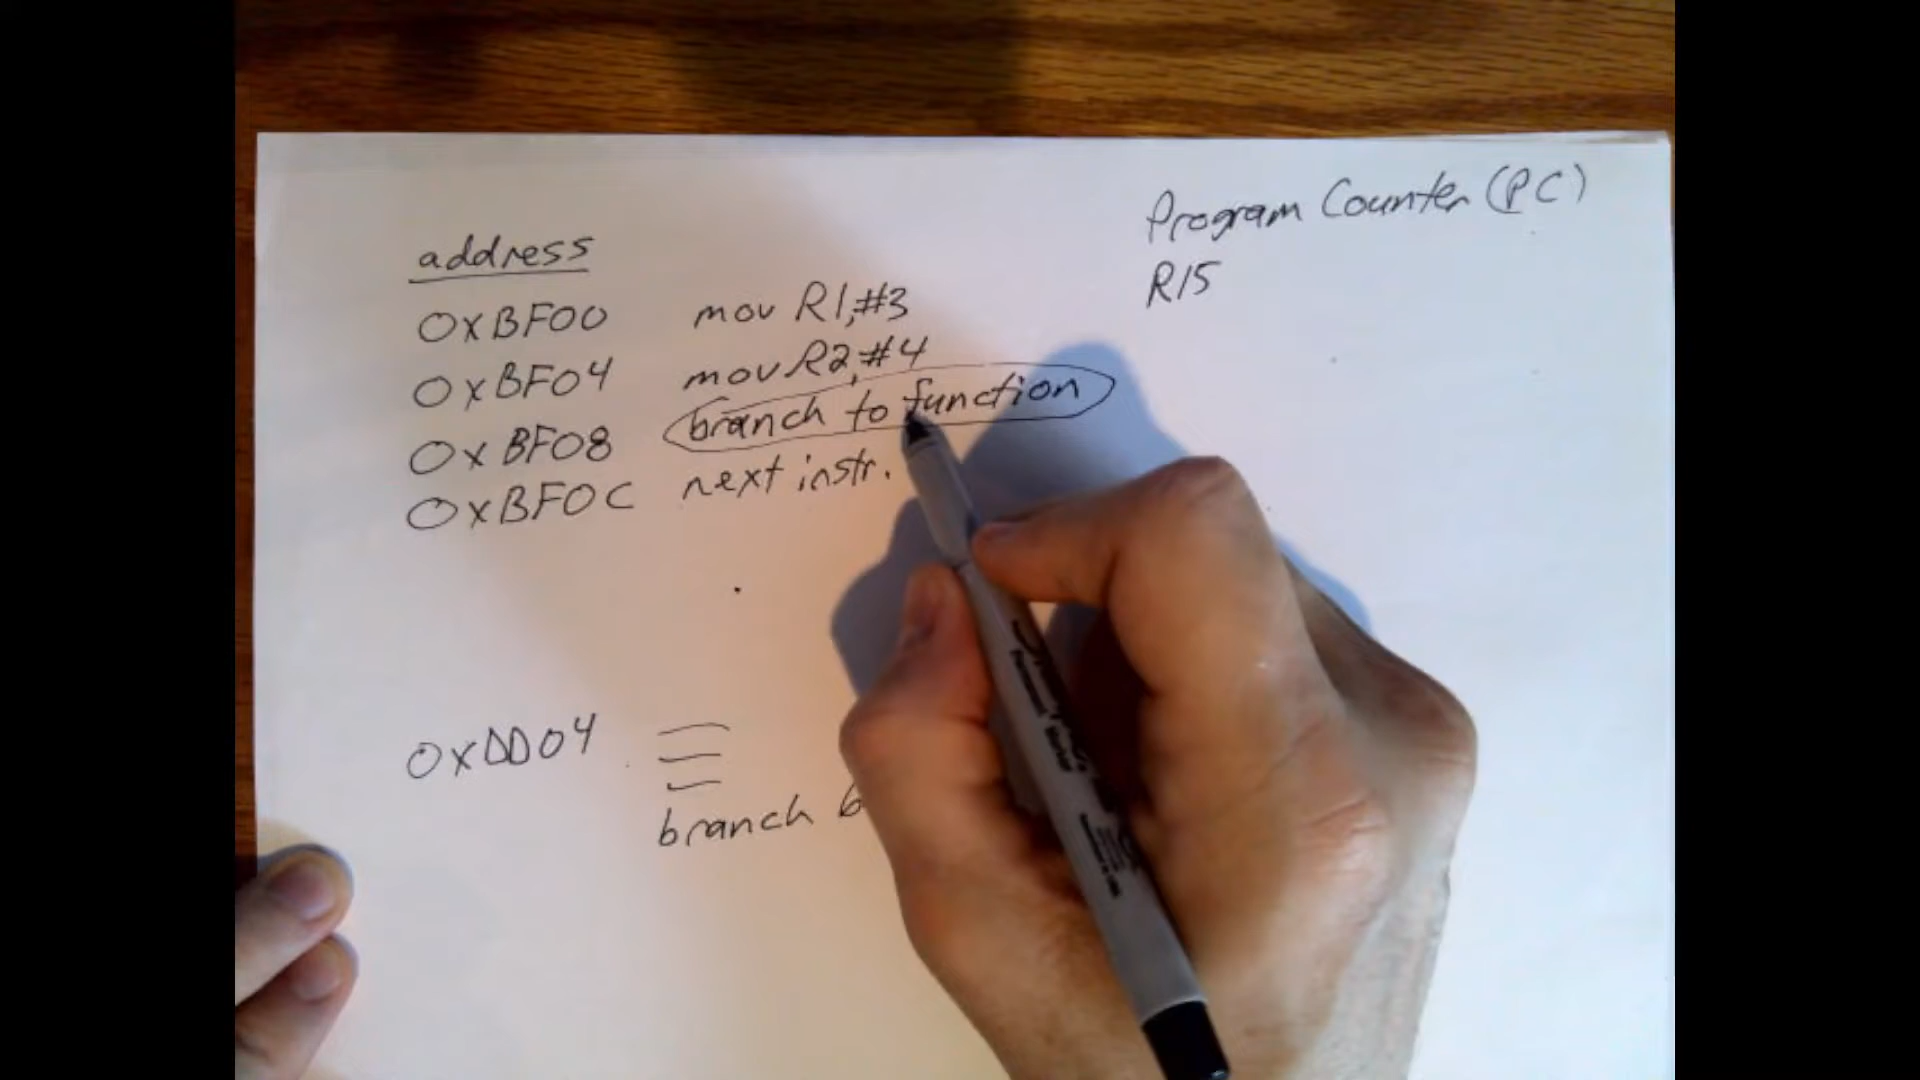 Program Counter (PC)
R15
address
0xBF00 mov R1,#3
0xBF04 mov R2,#4
0xBF08 branch to function
0xBF0C next instr.
0xDD04
branch